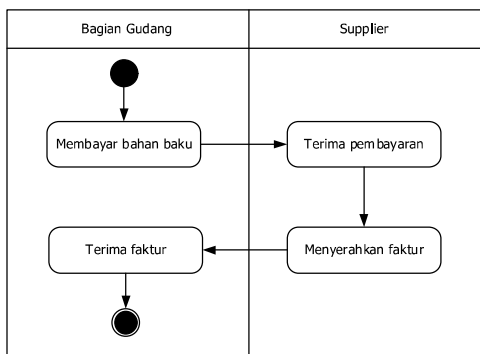 Bagian Gudang
Supplier
Membayar bahan baku
Terima pembayaran
Terima faktur
Menyerahkan faktur